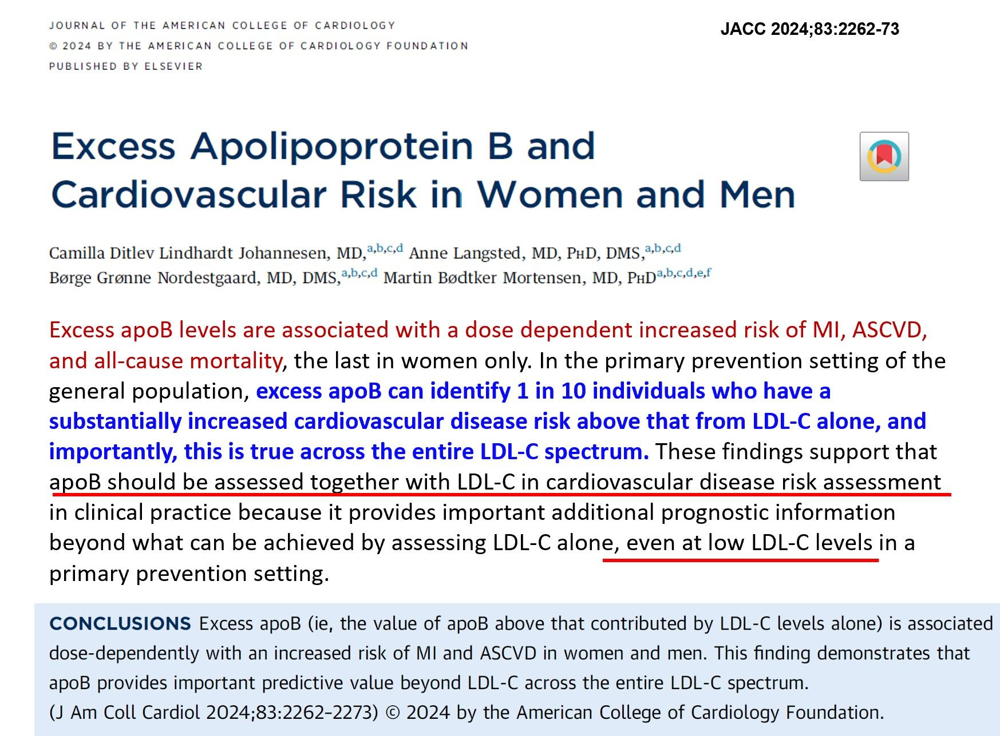 JOURNAL OF THE AMERICAN COLLEGE OF CARDIOLOGY
JACC 2024;83:2262-73
© 2024 BY THE AMERICAN COLLEGE OF CARDIOLOGY FOUNDATION
PUBLISHED BY ELSEVIER
Excess Apolipoprotein B and
Cardiovascular Risk in Women and Men
Camilla Ditlev Lindhardt Johannesen, MD,a,b,c,d Anne Langsted, MD, PhD, DMS,a,b,c,d
Børge Grønne Nordestgaard, MD, DMS,a,b,c,d Martin Bødtker Mortensen, MD, PhDa,b,c,d,e,f
Excess apoB levels are associated with a dose dependent increased risk of MI, ASCVD,
and all-cause mortality, the last in women only. In the primary prevention setting of the
general population, excess apoB can identify 1 in 10 individuals who have a
substantially increased cardiovascular disease risk above that from LDL-C alone, and
importantly, this is true across the entire LDL-C spectrum. These findings support that
apoB should be assessed together with LDL-C in cardiovascular disease risk assessment
in clinical practice because it provides important additional prognostic information
beyond what can be achieved by assessing LDL-C alone, even at low LDL-C levels in a
primary prevention setting.
CONCLUSIONS Excess apoB (ie, the value of apoB above that contributed by LDL-C levels alone) is associated
dose-dependently with an increased risk of MI and ASCVD in women and men. This finding demonstrates that
apoB provides important predictive value beyond LDL-C across the entire LDL-C spectrum.
(J Am Coll Cardiol 2024;83:2262–2273) © 2024 by the American College of Cardiology Foundation.